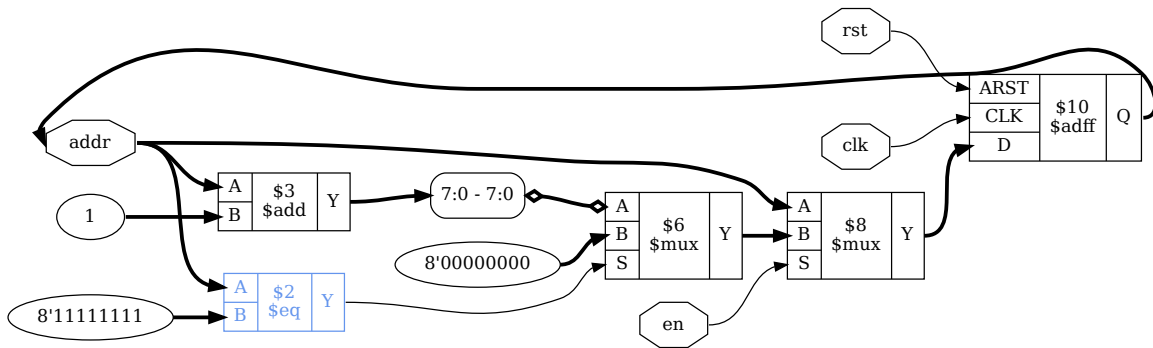 rst
ARST
CLK
D
$10
$adff
Q
addr
clk
A
B
$3
$add
Y
7:0 - 7:0
1
A
B
S
$6
$mux
Y
A
B
S
$8
$mux
Y
8'00000000
A
B
$2
$eq
Y
8'11111111
en